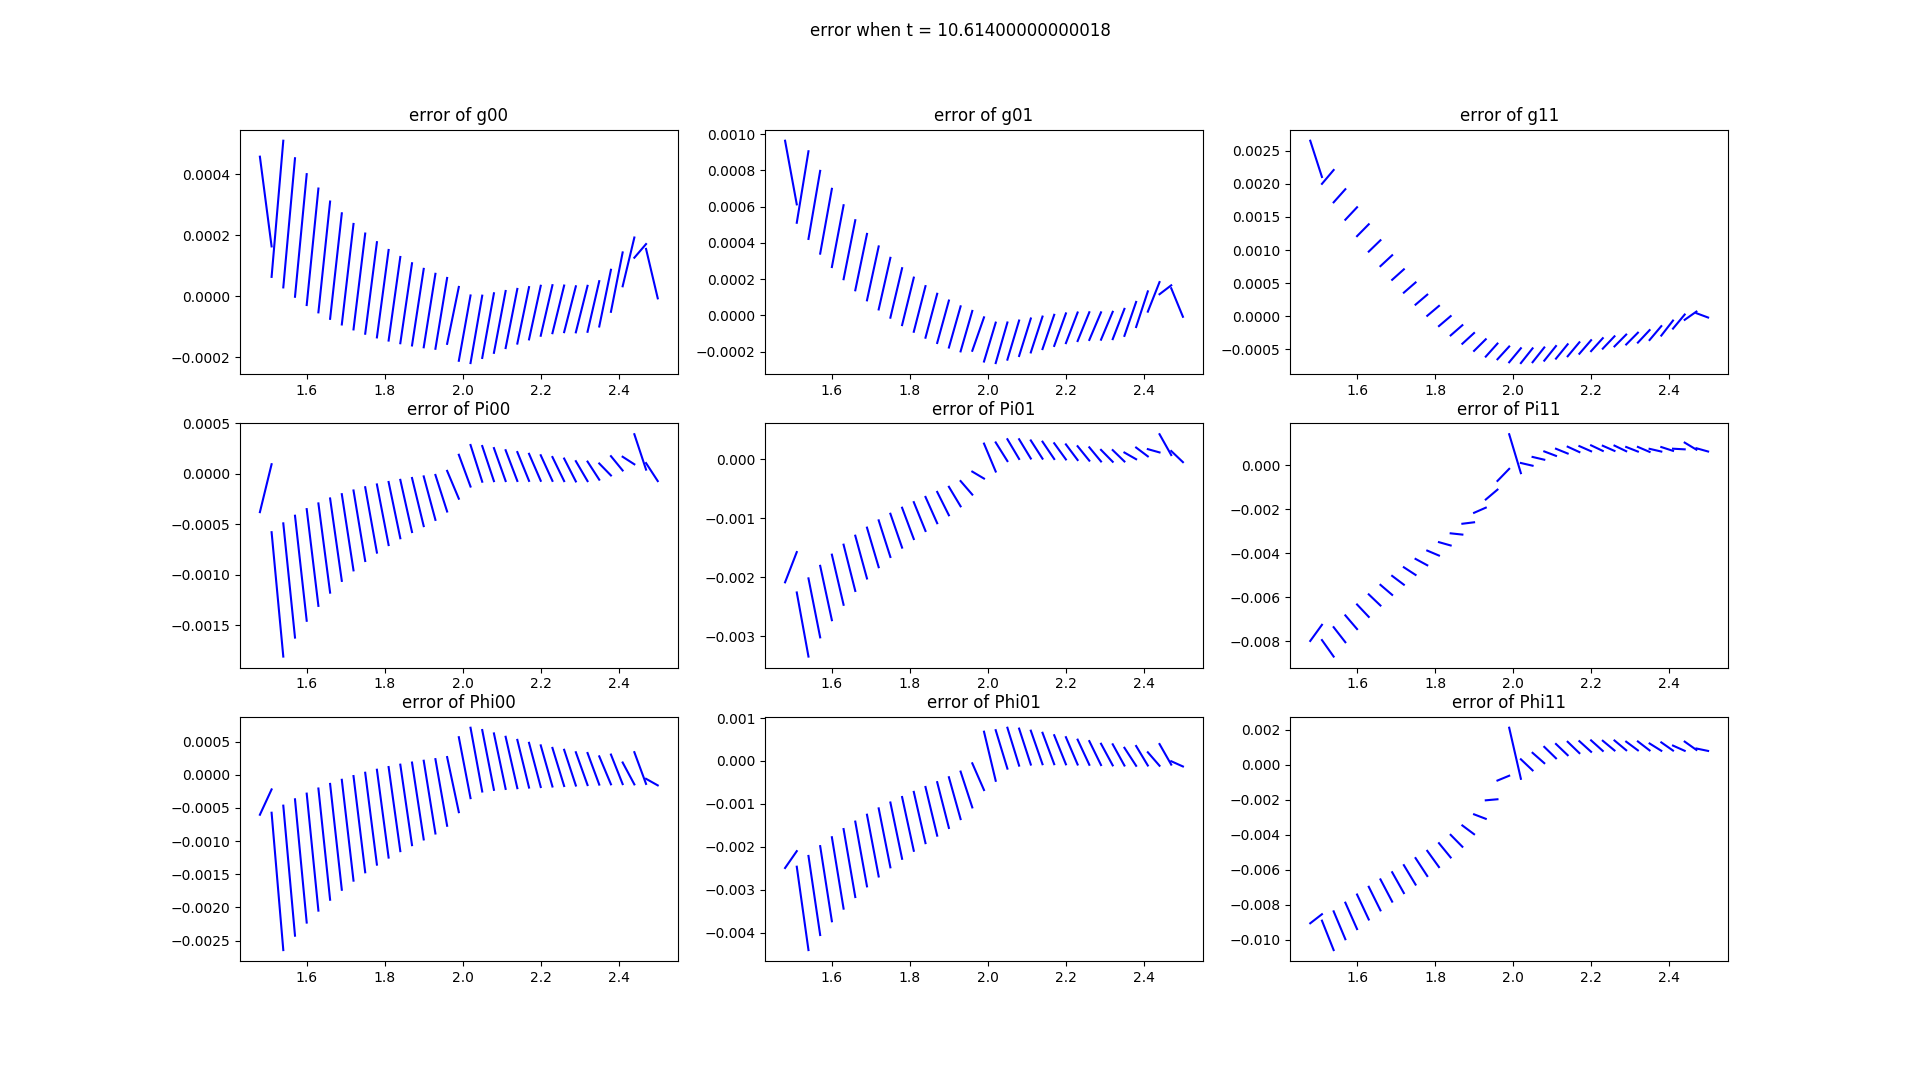 error when t = 10.61400000000018
error of g00
error of g01
error of g11
0.0004
0.0002
0.0000
−0.0002
1.6 1.8 2.0 2.2 2.4
0.0010
0.0008
0.0006
0.0004
0.0002
0.0000
−0.0002
1.6 1.8 2.0 2.2 2.4
0.0025
0.0020
0.0015
0.0010
0.0005
0.0000
−0.0005
1.6 1.8 2.0 2.2 2.4
error of Pi00
error of Pi01
error of Pi11
0.0005
0.0000
−0.0005
−0.0010
−0.0015
1.6 1.8 2.0 2.2 2.4
0.000
−0.001
−0.002
−0.003
1.6 1.8 2.0 2.2 2.4
0.000
−0.002
−0.004
−0.006
−0.008
1.6 1.8 2.0 2.2 2.4
error of Phi00
error of Phi01
error of Phi11
0.0005
0.0000
−0.0005
−0.0010
−0.0015
−0.0020
−0.0025
1.6 1.8 2.0 2.2 2.4
0.001
0.000
−0.001
−0.002
−0.003
−0.004
1.6 1.8 2.0 2.2 2.4
0.002
0.000
−0.002
−0.004
−0.006
−0.008
−0.010
1.6 1.8 2.0 2.2 2.4